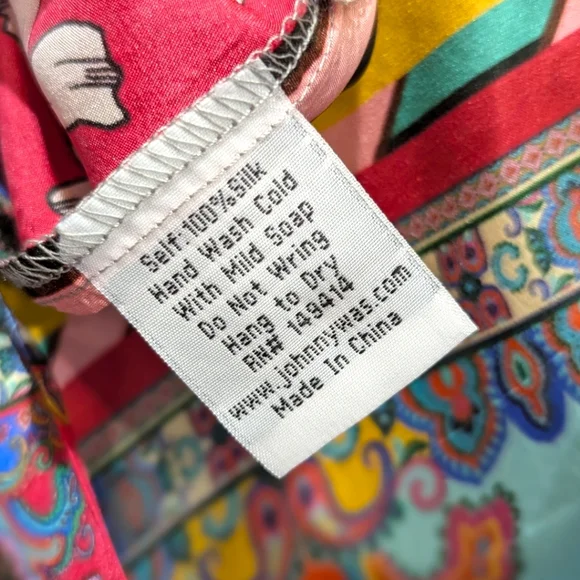 Self:100%Silk
Hand Wash Cold
With Mild Soap
Do Not Wring
Hang to Dry
RN# 149414
www.johnnywas.com
Made In China